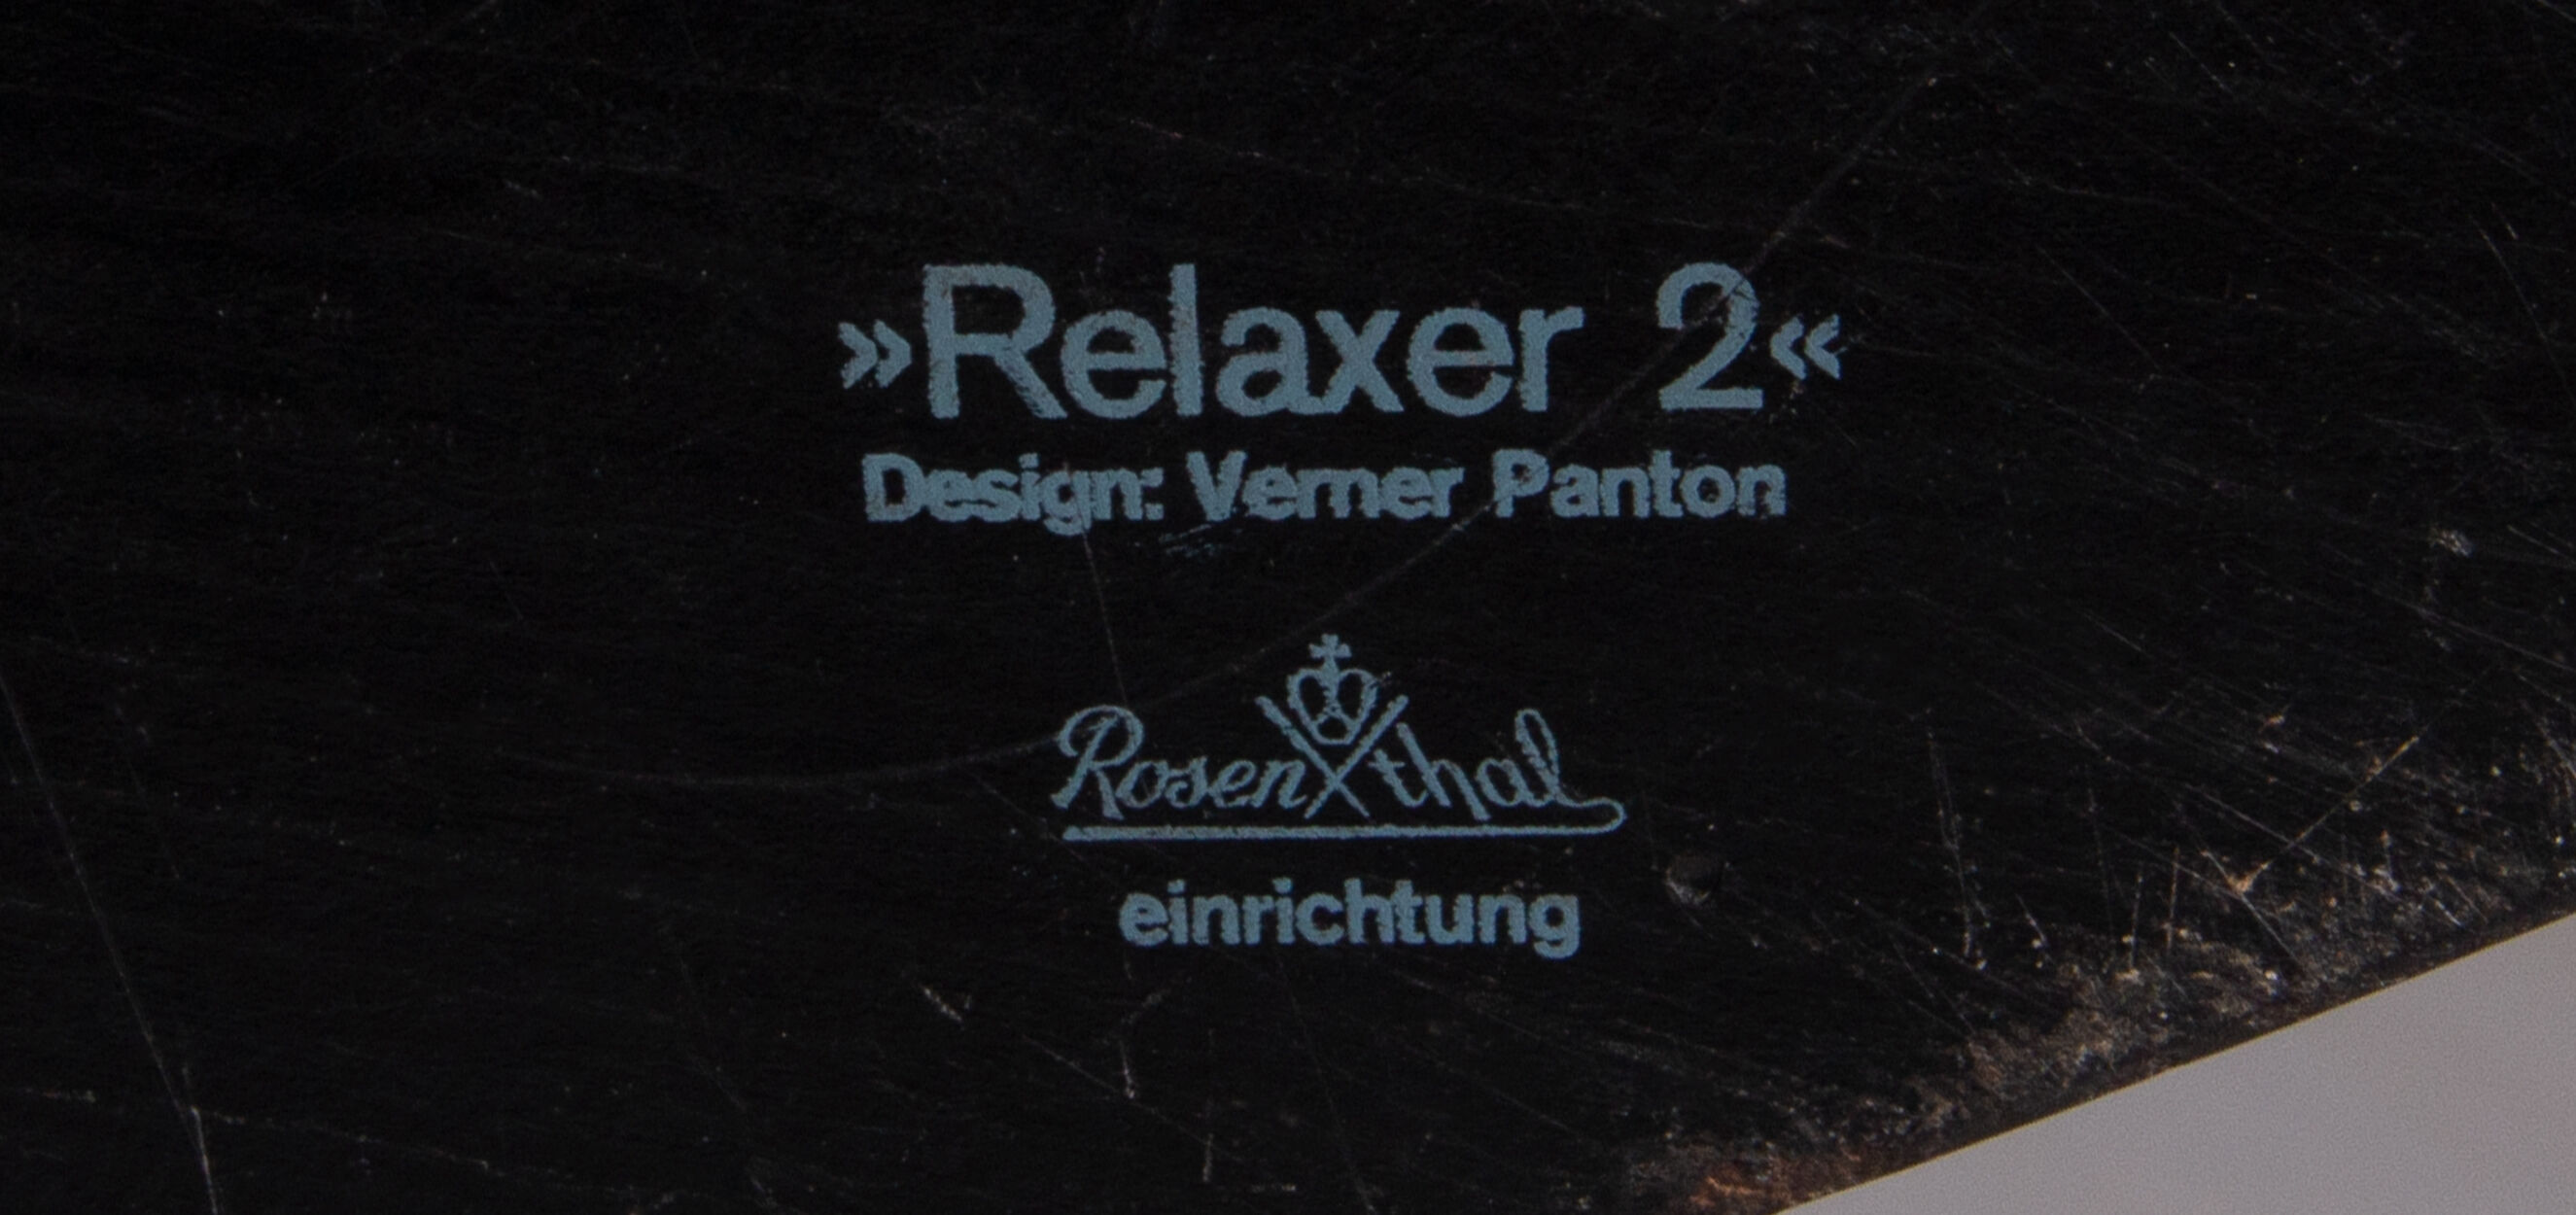 »Relaxer 2«
Design: Verner Panton
Rosenthal
einrichtung